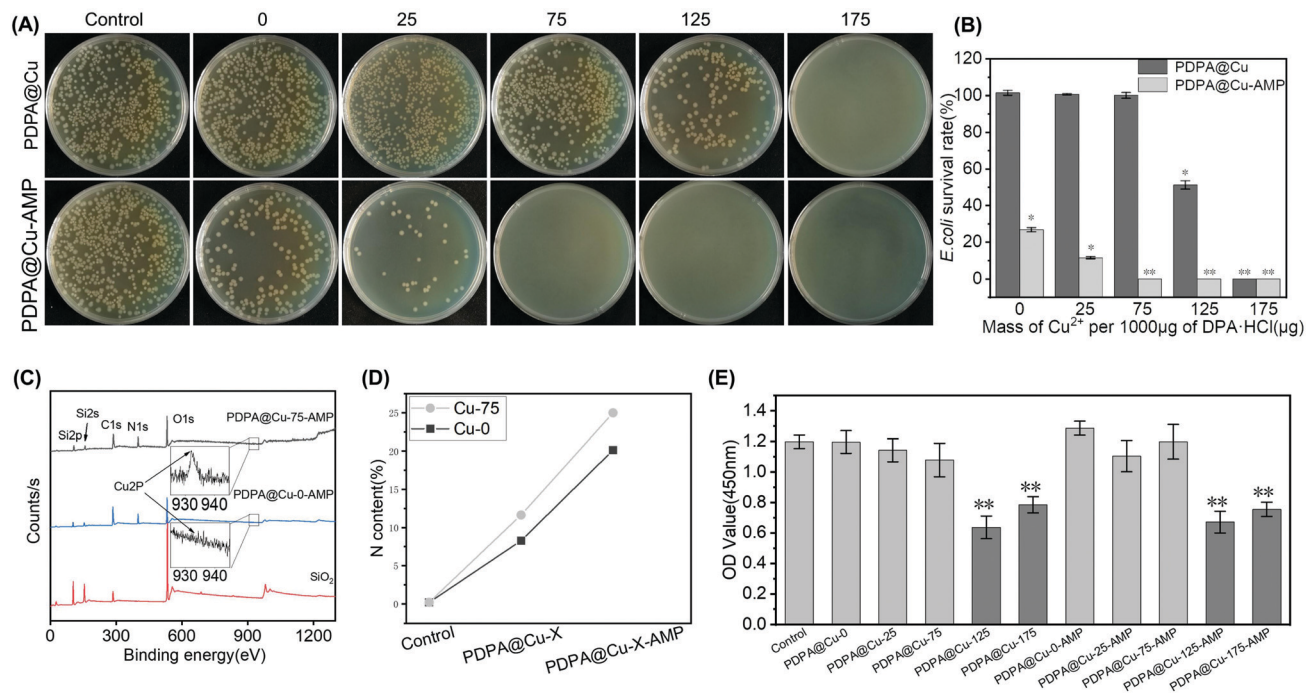 (A)
Control 0 25 75 125 175
PDPA@Cu
PDPA@Cu-AMP
(B)
E.coli survival rate(%)
120
100
80
60
40
20
0
PDPA@Cu
PDPA@Cu-AMP
* * ** * ** ** **
0 25 75 125 175
Mass of Cu²⁺ per 1000μg of DPA·HCl(μg)
(C)
Counts/s
Si2p
Si2s
C1s
N1s
O1s
PDPA@Cu-75-AMP
930 940
Cu2P
PDPA@Cu-0-AMP
930 940
SiO₂
0 300 600 900 1200
Binding energy(eV)
(D)
N content(%)
25
20
15
10
5
0
Cu-75
Cu-0
Control
PDPA@Cu-X
PDPA@Cu-X-AMP
(E)
OD Value(450nm)
1.4
1.2
1.0
0.8
0.6
0.4
0.2
0.0
** ** ** **
Control
PDPA@Cu-0
PDPA@Cu-25
PDPA@Cu-75
PDPA@Cu-125
PDPA@Cu-175
PDPA@Cu-0-AMP
PDPA@Cu-25-AMP
PDPA@Cu-75-AMP
PDPA@Cu-125-AMP
PDPA@Cu-175-AMP